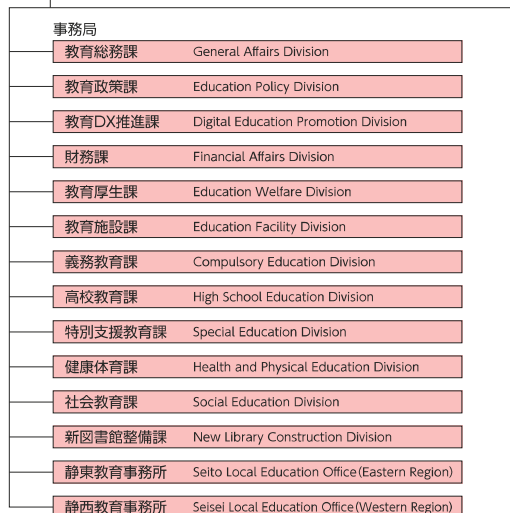 事務局
教育総務課 General Affairs Division
教育政策課 Education Policy Division
教育DX推進課 Digital Education Promotion Division
財務課 Financial Affairs Division
教育厚生課 Education Welfare Division
教育施設課 Education Facility Division
義務教育課 Compulsory Education Division
高校教育課 High School Education Division
特別支援教育課 Special Education Division
健康体育課 Health and Physical Education Division
社会教育課 Social Education Division
新図書館整備課 New Library Construction Division
静東教育事務所 Seito Local Education Office(Eastern Region)
静西教育事務所 Seisei Local Education Office(Western Region)